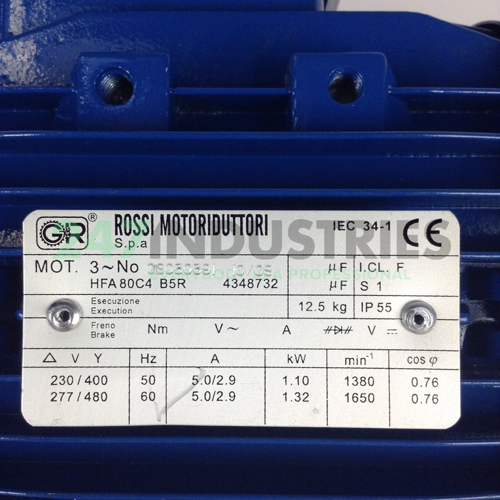 GR® ROSSI MOTORIDUTTORI
S.p.a
IEC 34-1 CE
24/7 INDUSTRIES
MOT. 3~No µF I.CL. F
HFA 80C4 B5R 4348732 µF S 1
Esecuzione
Execution 12.5 kg IP 55
Freno
Brake Nm V~ A V=
Δ V Y Hz A kW min⁻¹ cos φ
230/400 50 5.0/2.9 1.10 1380 0.76
277/480 60 5.0/2.9 1.32 1650 0.76